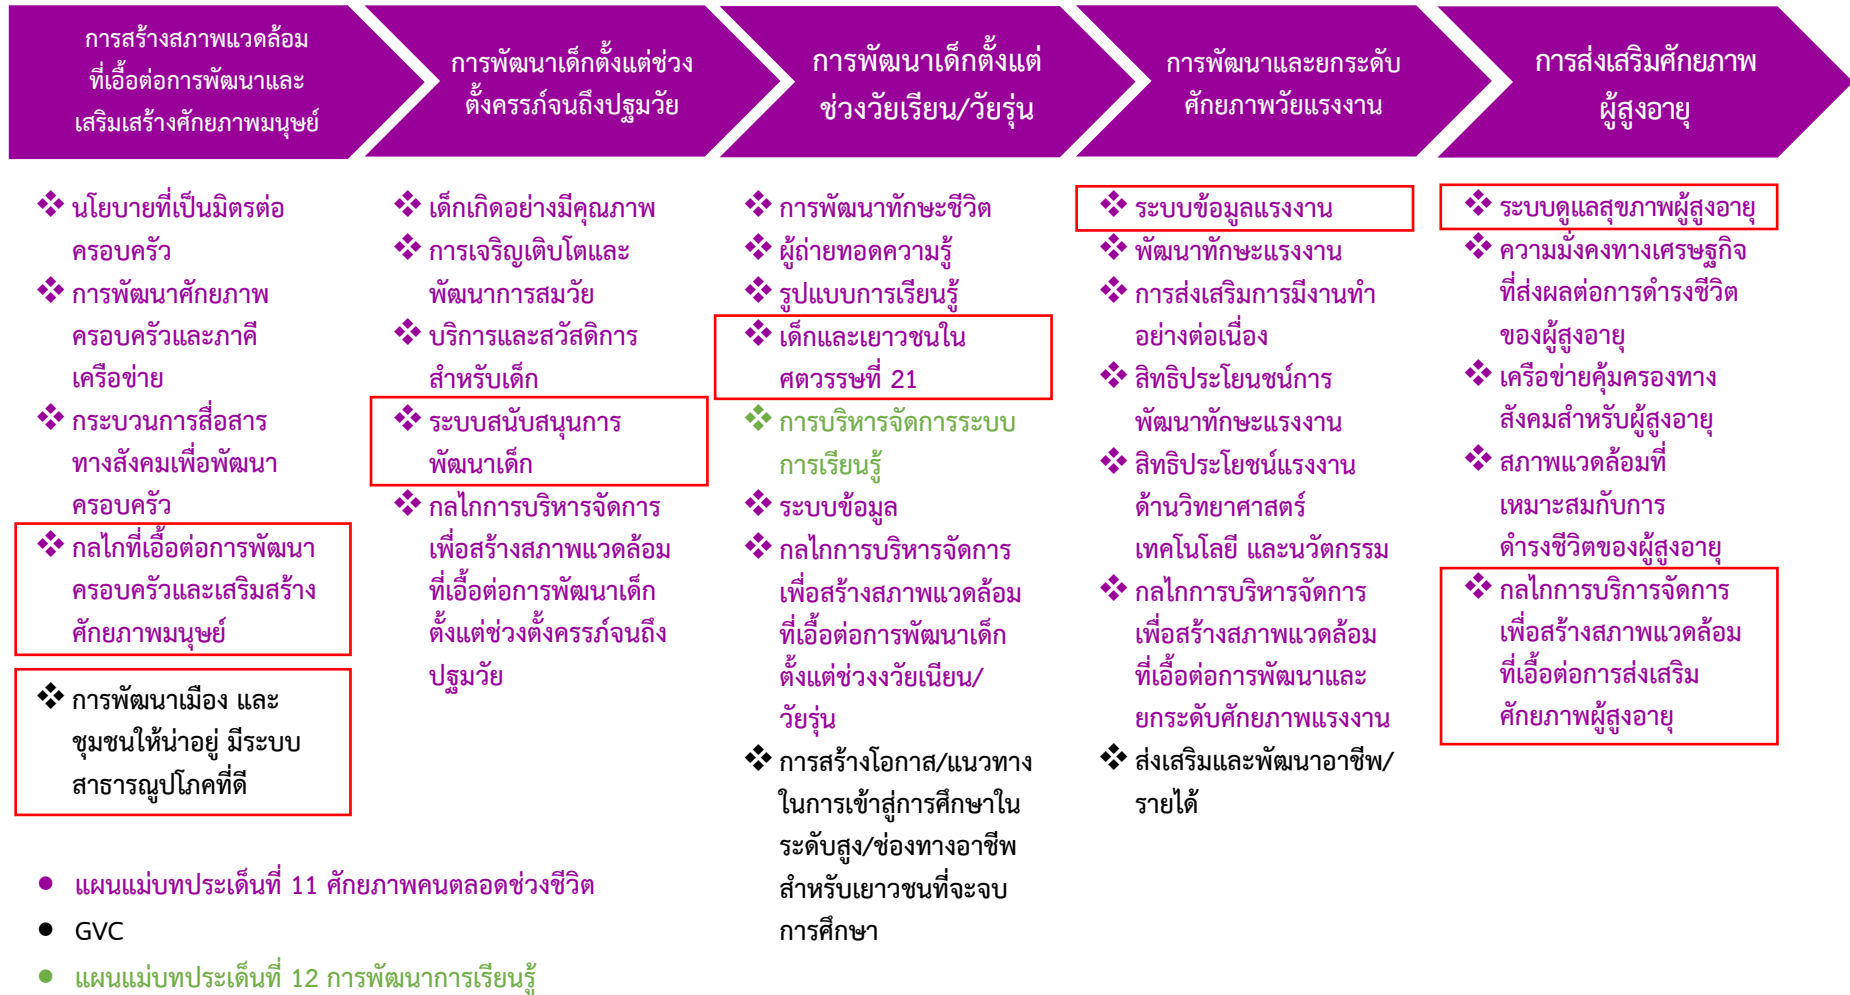 การสร้างสภาพแวดล้อม
ที่เอื้อต่อการพัฒนาและ
เสริมเสร้างศักยภาพมนุษย์
การพัฒนาเด็กตั้งแต่ช่วง
ตั้งครรภ์จนถึงปฐมวัย
การพัฒนาเด็กตั้งแต่
ช่วงวัยเรียน/วัยรุ่น
การพัฒนาและยกระดับ
ศักยภาพวัยแรงงาน
การส่งเสริมศักยภาพ
ผู้สูงอายุ
❖ นโยบายที่เป็นมิตรต่อ
ครอบครัว
❖ การพัฒนาศักยภาพ
ครอบครัวและภาคี
เครือข่าย
❖ กระบวนการสื่อสาร
ทางสังคมเพื่อพัฒนา
ครอบครัว
❖ กลไกที่เอื้อต่อการพัฒนา
ครอบครัวและเสริมสร้าง
ศักยภาพมนุษย์
❖ การพัฒนาเมือง และ
ชุมชนให้น่าอยู่ มีระบบ
สาธารณูปโภคที่ดี
❖ เด็กเกิดอย่างมีคุณภาพ
❖ การเจริญเติบโตและ
พัฒนาการสมวัย
❖ บริการและสวัสดิการ
สำหรับเด็ก
❖ ระบบสนับสนุนการ
พัฒนาเด็ก
❖ กลไกการบริหารจัดการ
เพื่อสร้างสภาพแวดล้อม
ที่เอื้อต่อการพัฒนาเด็ก
ตั้งแต่ช่วงตั้งครรภ์จนถึง
ปฐมวัย
❖ การพัฒนาทักษะชีวิต
❖ ผู้ถ่ายทอดความรู้
❖ รูปแบบการเรียนรู้
❖ เด็กและเยาวชนใน
ศตวรรษที่ 21
❖ การบริหารจัดการระบบ
การเรียนรู้
❖ ระบบข้อมูล
❖ กลไกการบริหารจัดการ
เพื่อสร้างสภาพแวดล้อม
ที่เอื้อต่อการพัฒนาเด็ก
ตั้งแต่ช่วงงวัยเนียน/
วัยรุ่น
❖ การสร้างโอกาส/แนวทาง
ในการเข้าสู่การศึกษาใน
ระดับสูง/ช่องทางอาชีพ
สำหรับเยาวชนที่จะจบ
การศึกษา
❖ ระบบข้อมูลแรงงาน
❖ พัฒนาทักษะแรงงาน
❖ การส่งเสริมการมีงานทำ
อย่างต่อเนื่อง
❖ สิทธิประโยนชน์การ
พัฒนาทักษะแรงงาน
❖ สิทธิประโยชน์แรงงาน
ด้านวิทยาศาสตร์
เทคโนโลยี และนวัตกรรม
❖ กลไกการบริหารจัดการ
เพื่อสร้างสภาพแวดล้อม
ที่เอื้อต่อการพัฒนาและ
ยกระดับศักยภาพแรงงาน
❖ ส่งเสริมและพัฒนาอาชีพ/
รายได้
❖ ระบบดูแลสุขภาพผู้สูงอายุ
❖ ความมั่งคงทางเศรษฐกิจ
ที่ส่งผลต่อการดำรงชีวิต
ของผู้สูงอายุ
❖ เครือข่ายคุ้มครองทาง
สังคมสำหรับผู้สูงอายุ
❖ สภาพแวดล้อมที่
เหมาะสมกับการ
ดำรงชีวิตของผู้สูงอายุ
❖ กลไกการบริการจัดการ
เพื่อสร้างสภาพแวดล้อม
ที่เอื้อต่อการส่งเสริม
ศักยภาพผู้สูงอายุ
● แผนแม่บทประเด็นที่ 11 ศักยภาพคนตลอดช่วงชีวิต
● GVC
● แผนแม่บทประเด็นที่ 12 การพัฒนาการเรียนรู้